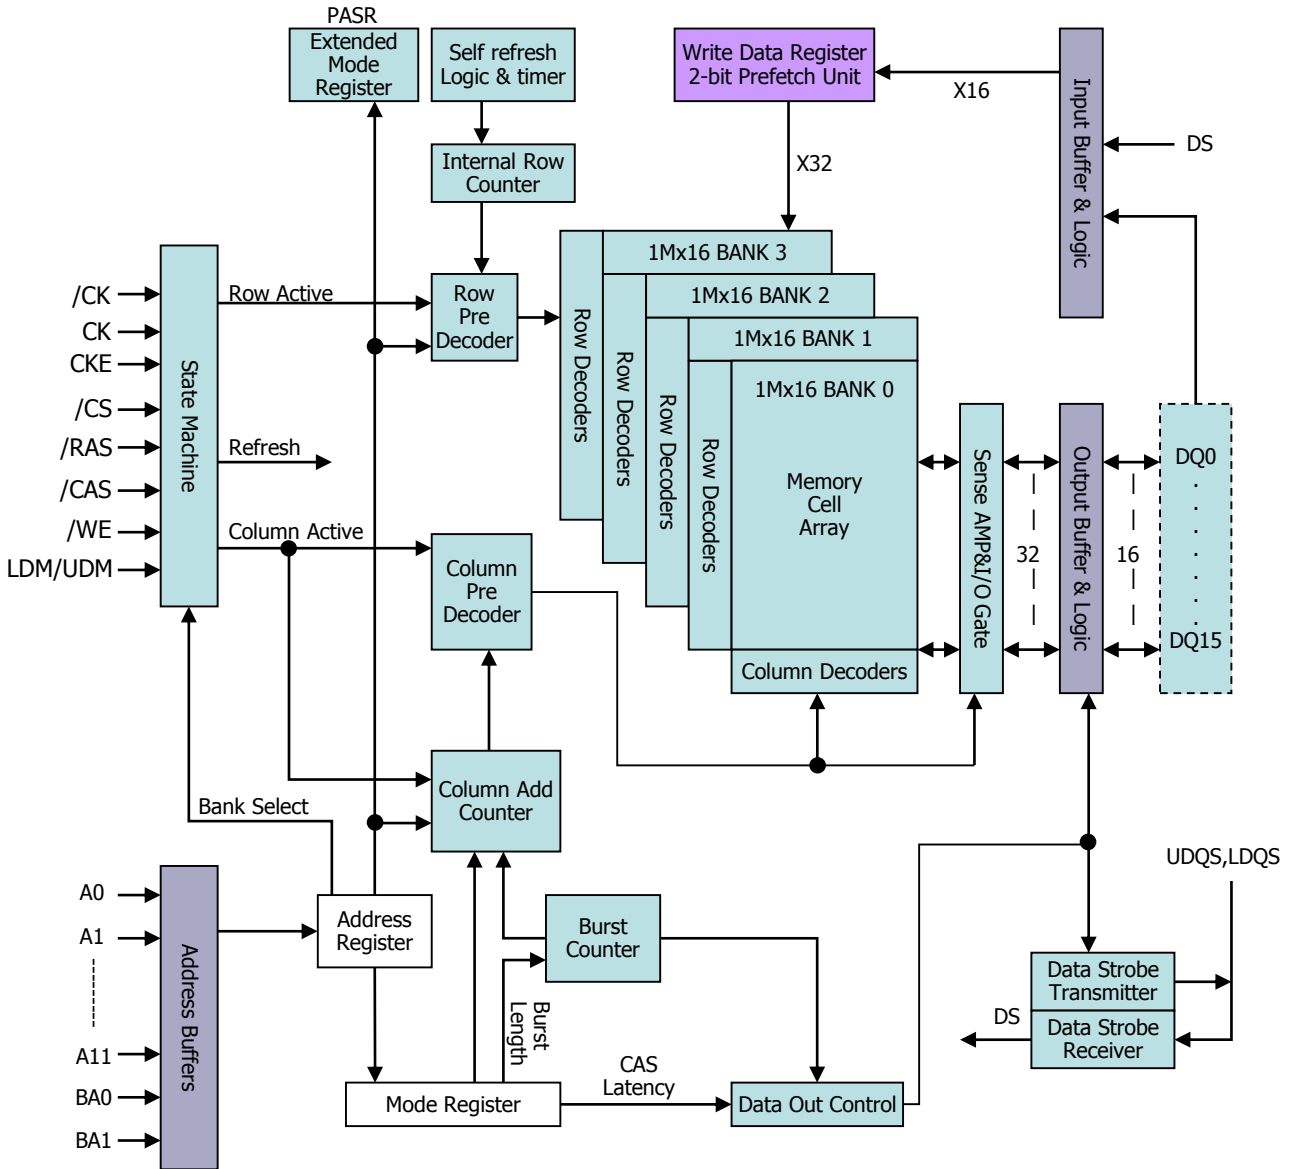 PASR
Extended
Mode
Register
Self refresh
Logic & timer
Write Data Register
2-bit Prefetch Unit
X16
Input Buffer & Logic
DS
Internal Row
Counter
X32
1Mx16 BANK 3
1Mx16 BANK 2
1Mx16 BANK 1
1Mx16 BANK 0
Row Decoders
Row Decoders
Row Decoders
Row Decoders
Memory
Cell
Array
Column Decoders
/CK
CK
CKE
/CS
/RAS
/CAS
/WE
LDM/UDM
State Machine
Row Active
Row
Pre
Decoder
Refresh
Column Active
Column
Pre
Decoder
Sense AMP&I/O Gate
32
Output Buffer & Logic
16
DQ0
.
.
.
.
.
.
.
DQ15
Bank Select
Column Add
Counter
A0
A1
A11
BA0
BA1
Address Buffers
Address
Register
Burst
Counter
Burst
Length
Mode Register
CAS
Latency
Data Out Control
UDQS,LDQS
Data Strobe
Transmitter
DS
Data Strobe
Receiver